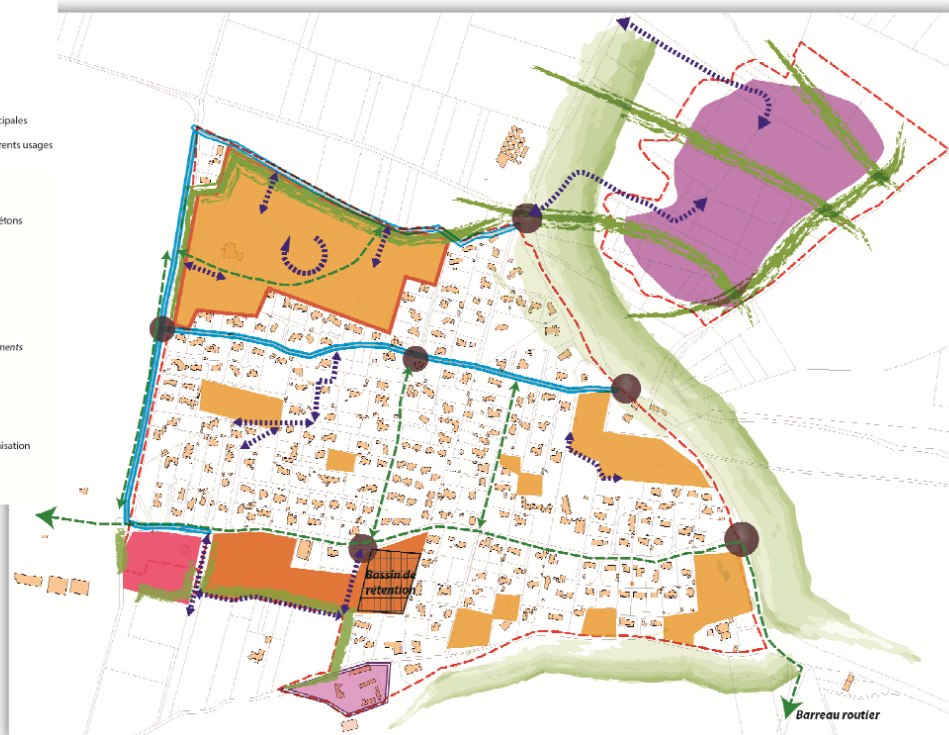 cipales
rents usages
étons
ments
isation
Bassin de
rétention
Barreau routier